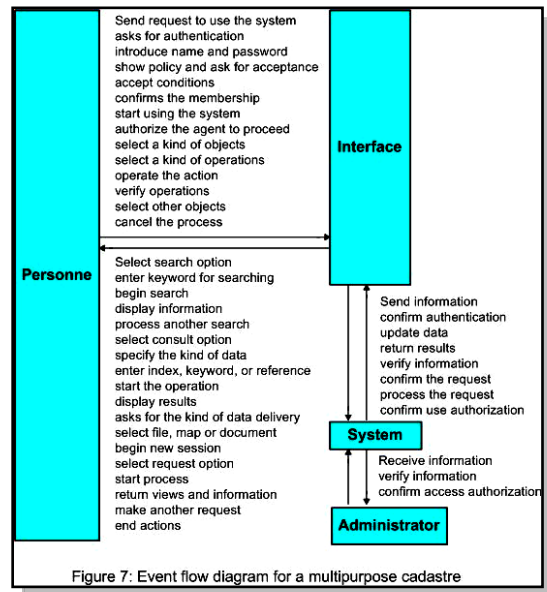 Send request to use the system
asks for authentication
introduce name and password
show policy and ask for acceptance
accept conditions
confirms the membership
start using the system
authorize the agent to proceed
select a kind of objects
select a kind of operations
operate the action
verify operations
select other objects
cancel the process
Interface
Personne
Select search option
enter keyword for searching
begin search
display information
process another search
select consult option
specify the kind of data
enter index, keyword, or reference
start the operation
display results
asks for the kind of data delivery
select file, map or document
begin new session
select request option
start process
return views and information
make another request
end actions
Send information
confirm authentication
update data
return results
verify information
confirm the request
process the request
confirm use authorization
System
Receive information
verify information
confirm access authorization
Administrator
Figure 7: Event flow diagram for a multipurpose cadastre